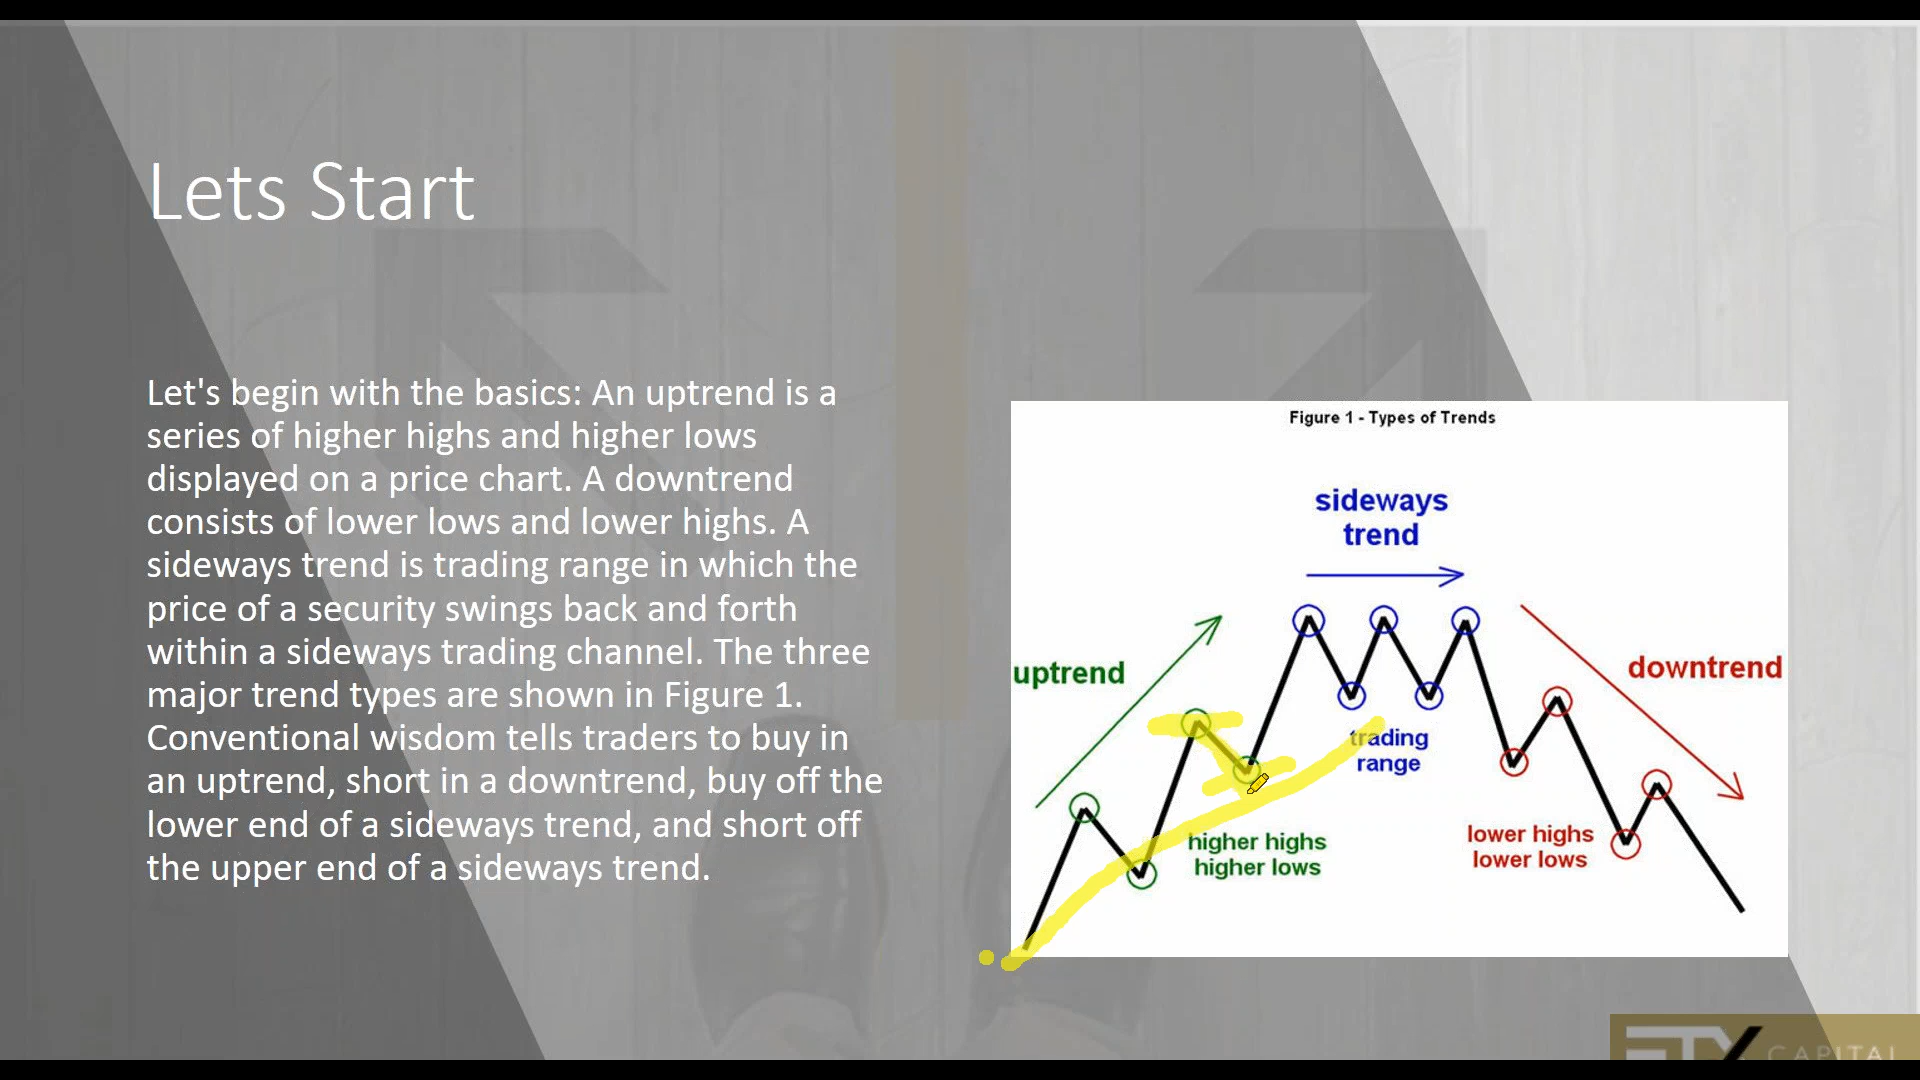 Lets Start
Let's begin with the basics: An uptrend is a
series of higher highs and higher lows
displayed on a price chart. A downtrend
consists of lower lows and lower highs. A
sideways trend is trading range in which the
price of a security swings back and forth
within a sideways trading channel. The three
major trend types are shown in Figure 1.
Conventional wisdom tells traders to buy in
an uptrend, short in a downtrend, buy off the
lower end of a sideways trend, and short off
the upper end of a sideways trend.
Figure 1 - Types of Trends
sideways
trend
uptrend
downtrend
trading
range
higher highs
higher lows
lower highs
lower lows
CAPITAL